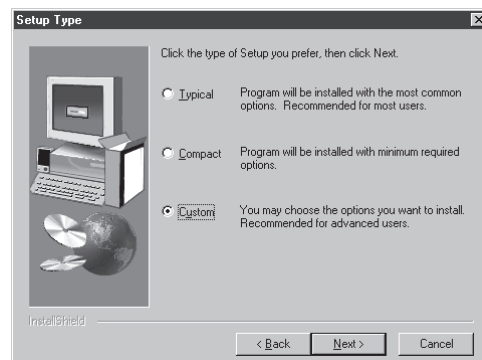 Setup Type
Click the type of Setup you prefer, then click Next.
Typical
Program will be installed with the most common
options. Recommended for most users.
Compact
Program will be installed with minimum required
options.
Custom
You may choose the options you want to install.
Recommended for advanced users.
InstallShield
< Back
Next >
Cancel